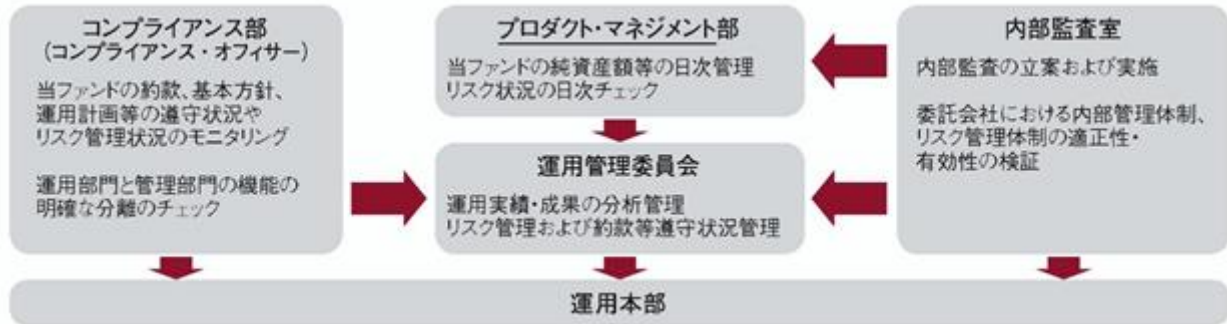 コンプライアンス部
(コンプライアンス・オフィサー)
当ファンドの約款、基本方針、
運用計画等の遵守状況や
リスク管理状況のモニタリング
運用部門と管理部門の機能の
明確な分離のチェック
プロダクト・マネジメント部
当ファンドの純資産額等の日次管理
リスク状況の日次チェック
運用管理委員会
運用実績・成果の分析管理
リスク管理および約款等遵守状況管理
内部監査室
内部監査の立案および実施
委託会社における内部管理体制、
リスク管理体制の適正性・
有効性の検証
運用本部